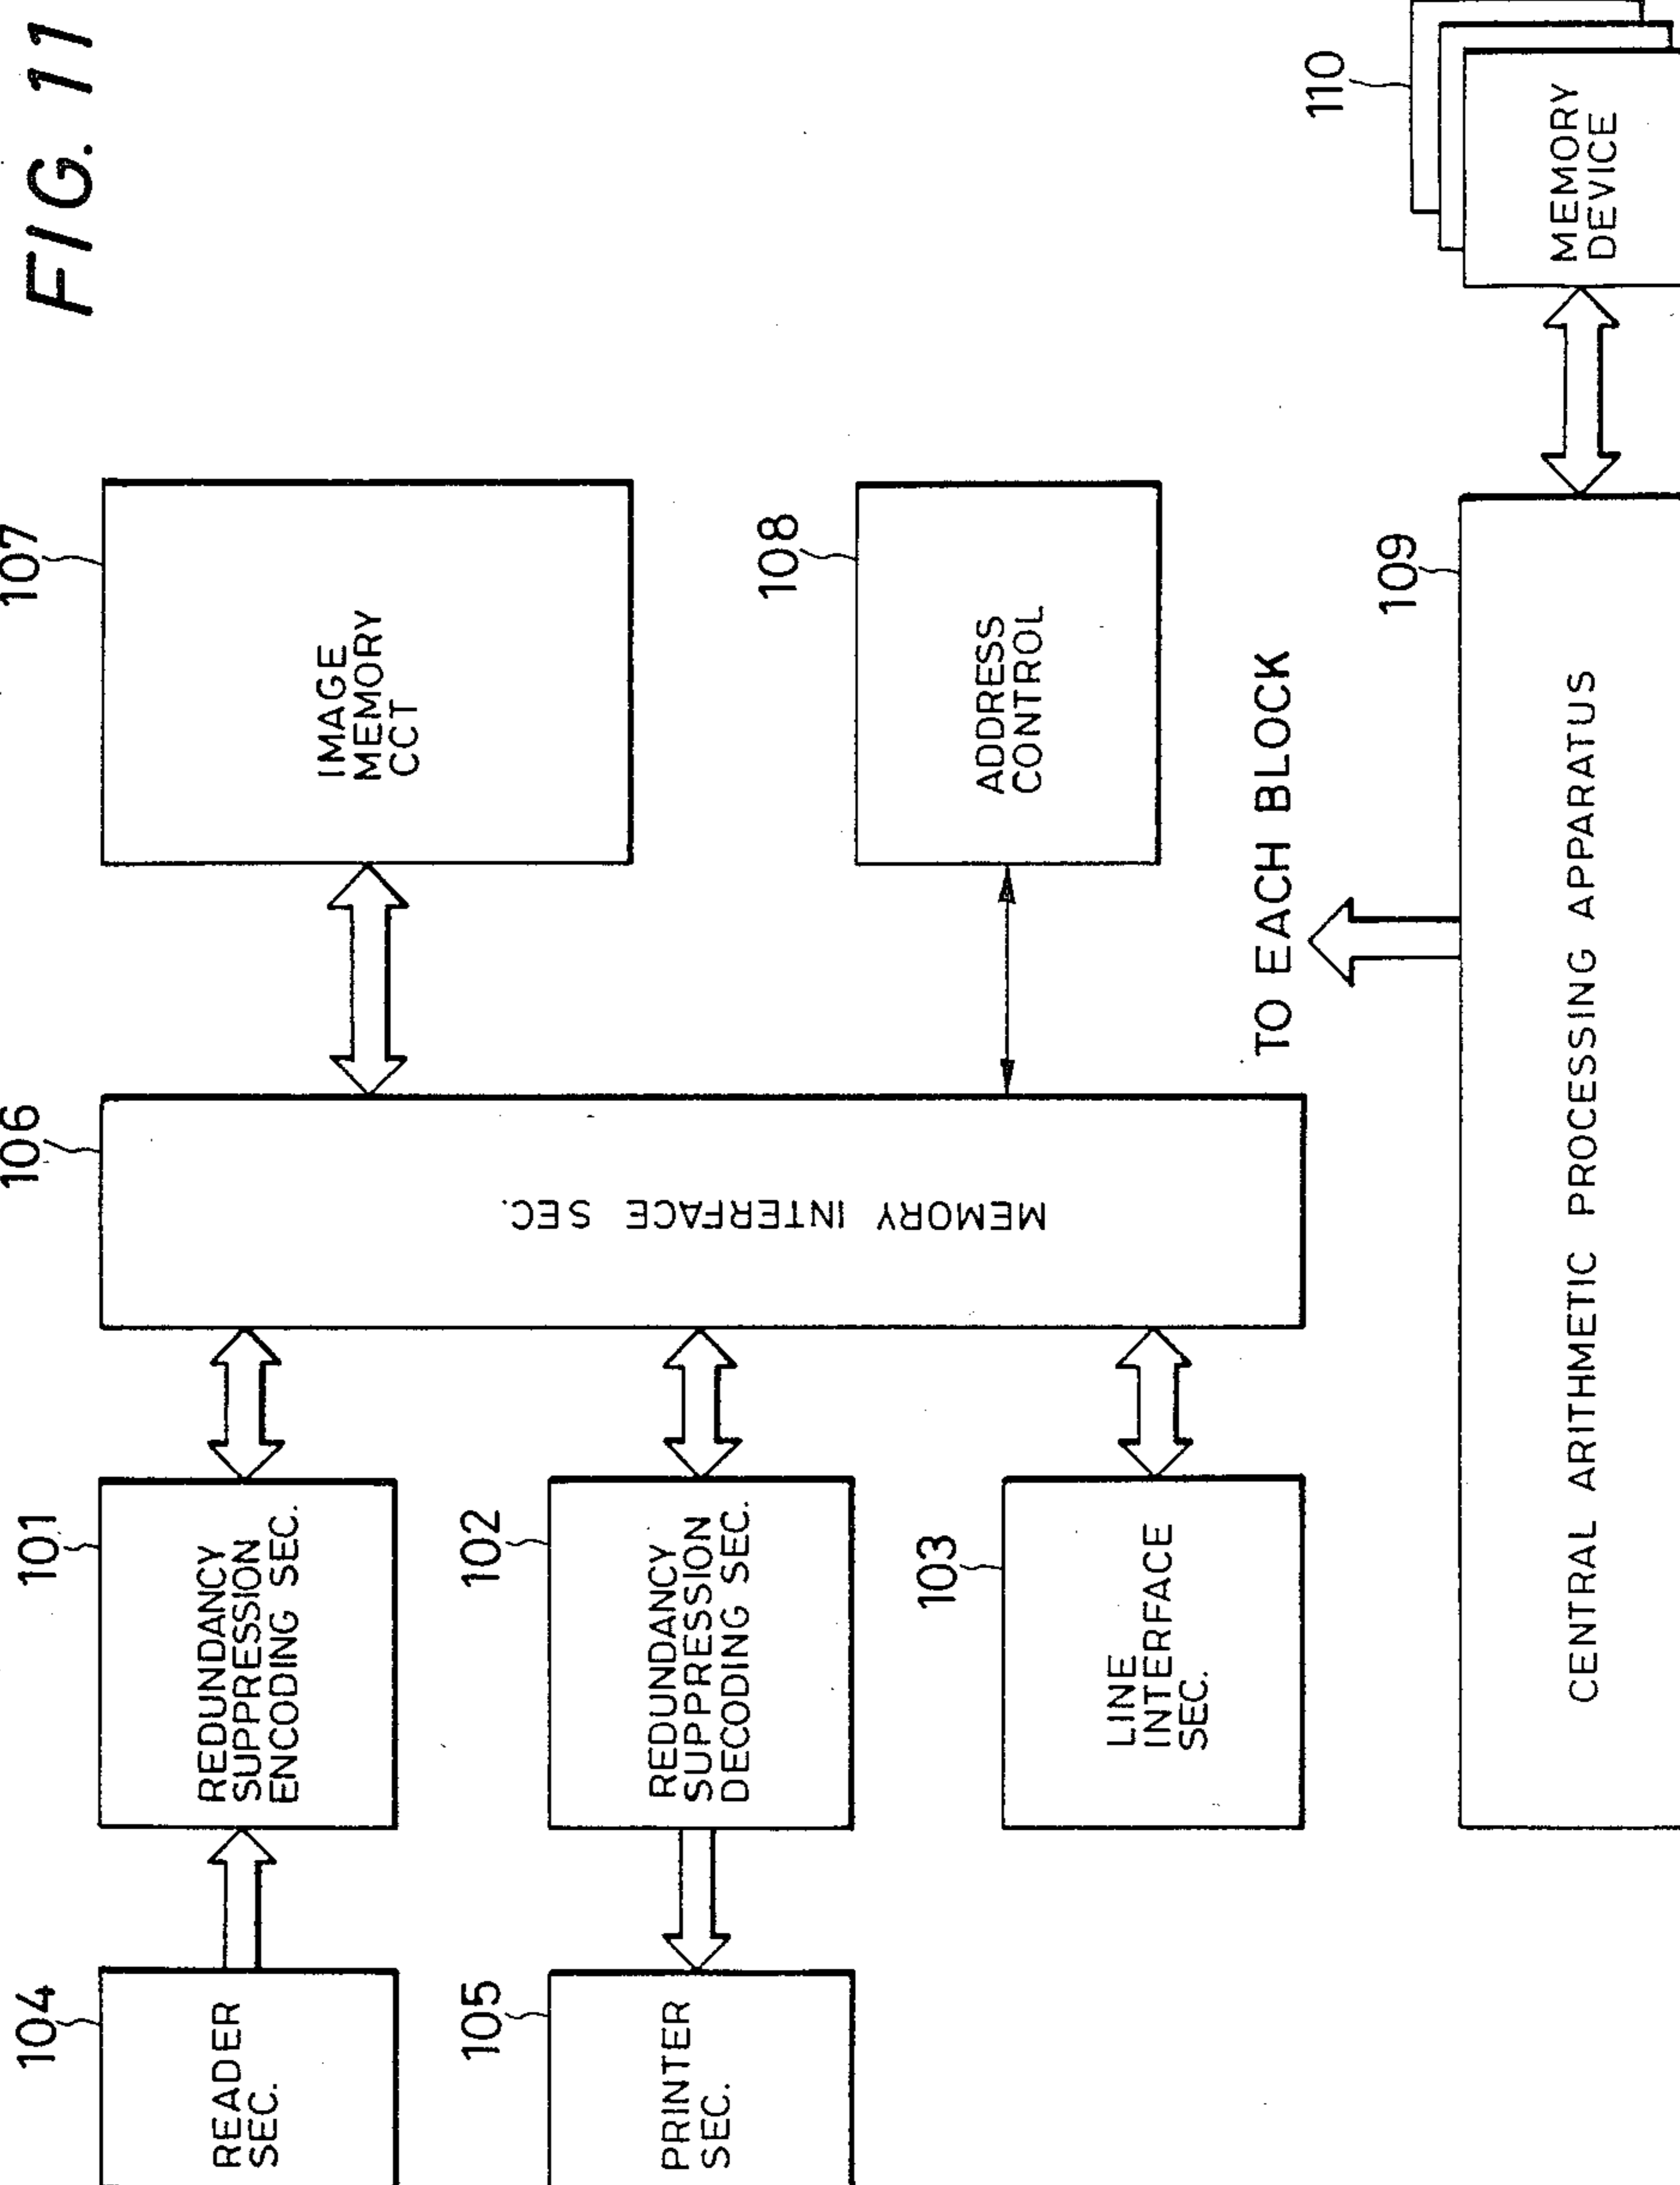 FIG. 11
104
READER
SEC.
101
REDUNDANCY
SUPPRESSION
ENCODING SEC.
106
MEMORY INTERFACE SEC.
107
IMAGE
MEMORY
CCT
105
PRINTER
SEC.
102
REDUNDANCY
SUPPRESSION
DECODING SEC.
108
ADDRESS
CONTROL
103
LINE
INTERFACE
SEC.
TO EACH BLOCK
109
CENTRAL ARITHMETIC PROCESSING APPARATUS
110
MEMORY
DEVICE